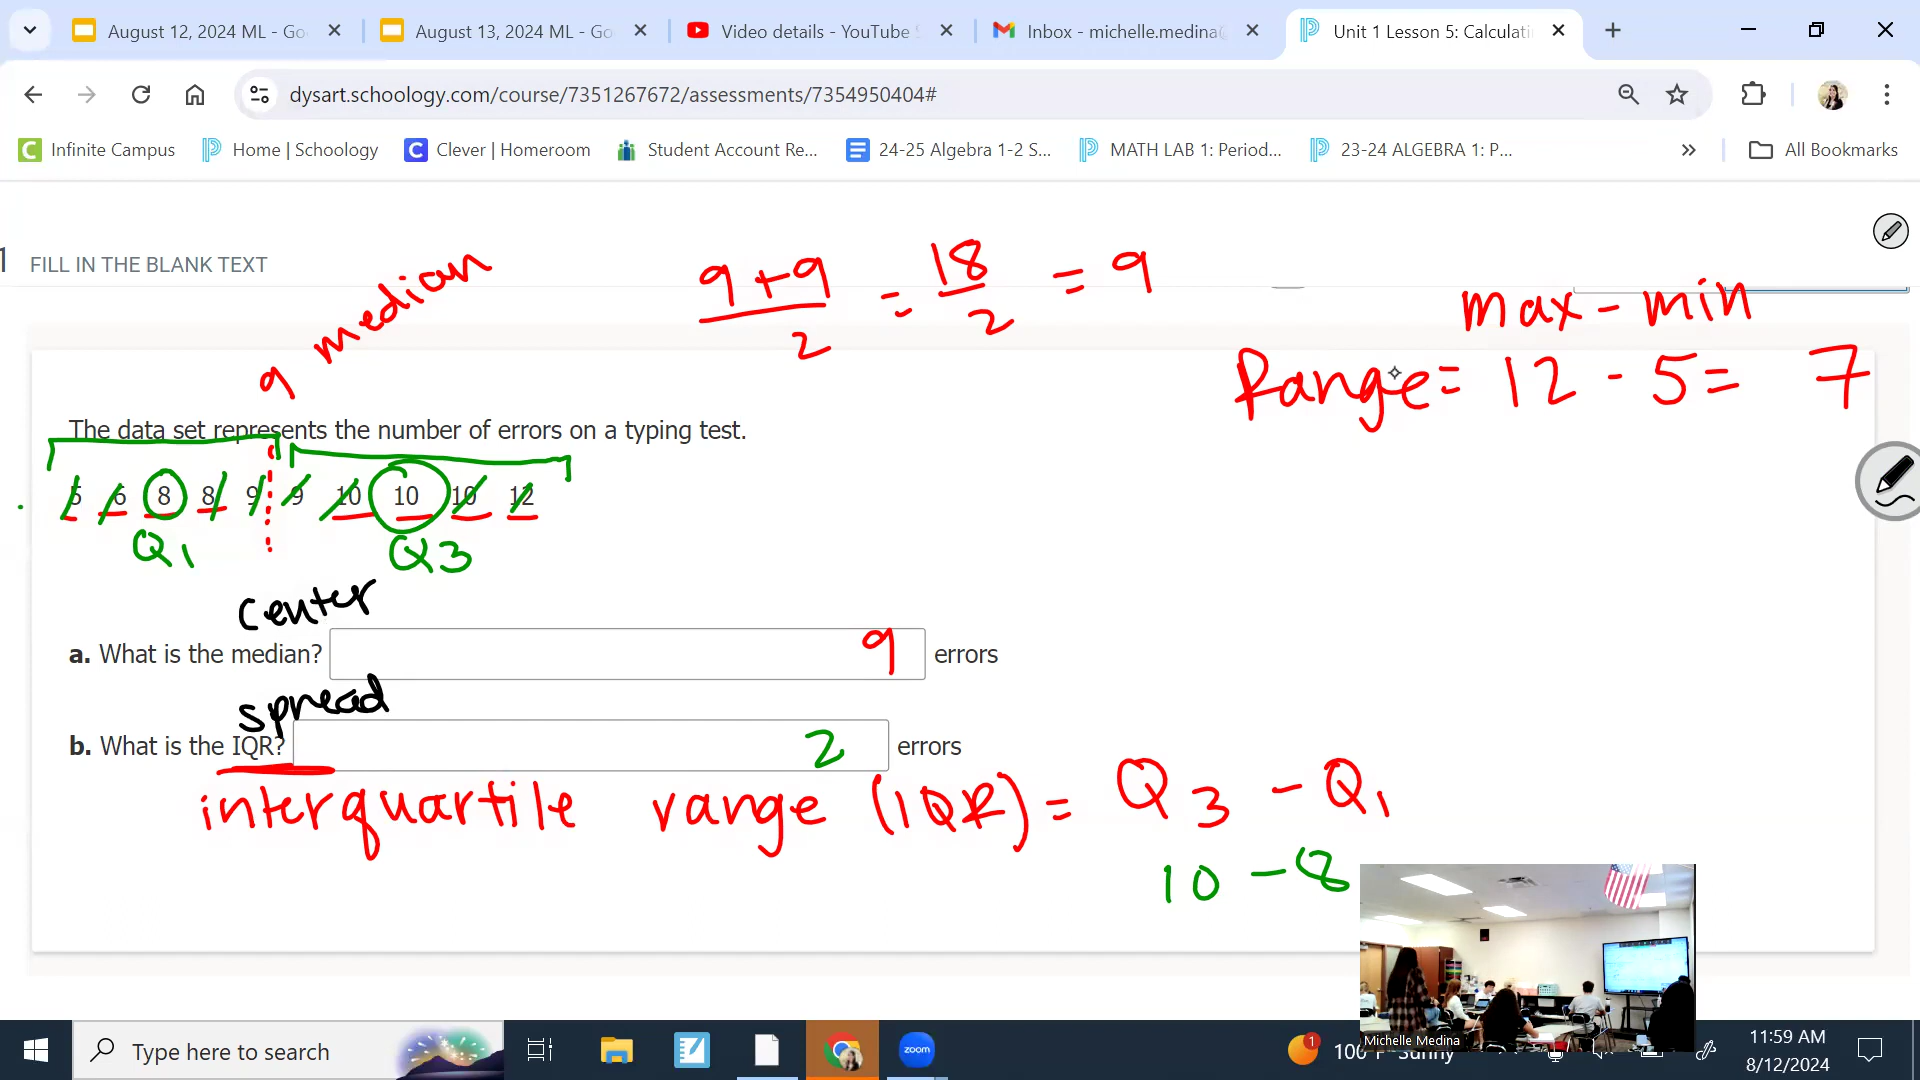 August 12, 2024 ML - Go
August 13, 2024 ML - Go
Video details - YouTube S
Inbox - michelle.medina@
Unit 1 Lesson 5: Calculati
dysart.schoology.com/course/7351267672/assessments/7354950404#
Infinite Campus
Home | Schoology
Clever | Homeroom
Student Account Re...
24-25 Algebra 1-2 S...
MATH LAB 1: Period...
23-24 ALGEBRA 1: P...
All Bookmarks
1 FILL IN THE BLANK TEXT
9 median
9+9/2 = 18/2 = 9
max - min
Range = 12 - 5 = 7
The data set represents the number of errors on a typing test.
5 6 8 8 9 9 10 10 10 12
Q1 Q3
center
a. What is the median? 9 errors
spread
b. What is the IQR? 2 errors
interquartile range (IQR) = Q3 - Q1
10 - 8
Michelle Medina
Type here to search
zoom
1
100°F Sunny
11:59 AM
8/12/2024